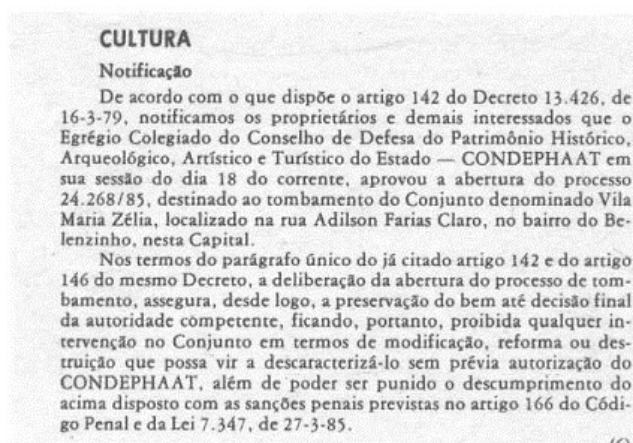 CULTURA
Notificação
De acordo com o que dispõe o artigo 142 do Decreto 13.426, de
16-3-79, notificamos os proprietários e demais interessados que o
Egrégio Colegiado do Conselho de Defesa do Patrimônio Histórico,
Arqueológico, Artístico e Turístico do Estado — CONDEPHAAT em
sua sessão do dia 18 do corrente, aprovou a abertura do processo
24.268/85, destinado ao tombamento do Conjunto denominado Vila
Maria Zélia, localizado na rua Adilson Farias Claro, no bairro do Be-
lenzinho, nesta Capital.
Nos termos do parágrafo único do já citado artigo 142 e do artigo
146 do mesmo Decreto, a deliberação da abertura do processo de tom-
bamento, assegura, desde logo, a preservação do bem até decisão final
da autoridade competente, ficando, portanto, proibida qualquer in-
tervenção no Conjunto em termos de modificação, reforma ou des-
truição que possa vir a descaracterizá-lo sem prévia autorização do
CONDEPHAAT, além de poder ser punido o descumprimento do
acima disposto com as sanções penais previstas no artigo 166 do Códi-
go Penal e da Lei 7.347, de 27-3-85.